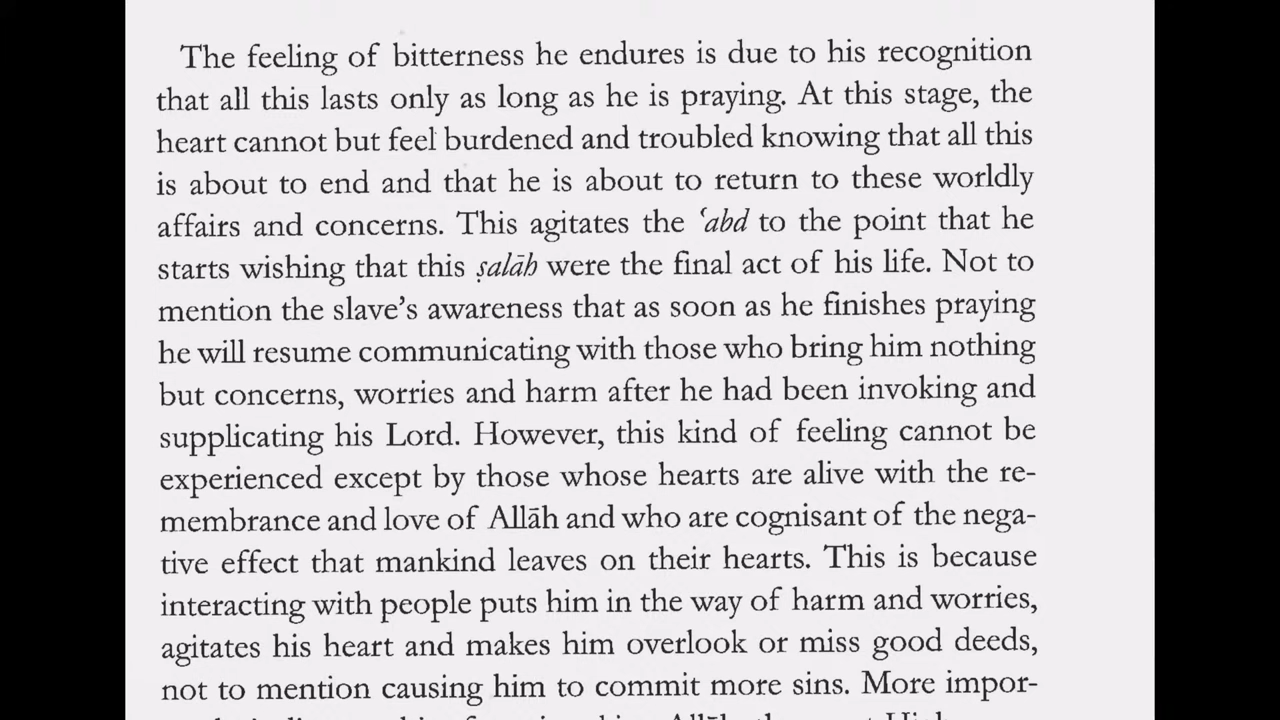 The feeling of bitterness he endures is due to his recognition
that all this lasts only as long as he is praying. At this stage, the
heart cannot but feel burdened and troubled knowing that all this
is about to end and that he is about to return to these worldly
affairs and concerns. This agitates the ʿabd to the point that he
starts wishing that this ṣalāh were the final act of his life. Not to
mention the slave’s awareness that as soon as he finishes praying
he will resume communicating with those who bring him nothing
but concerns, worries and harm after he had been invoking and
supplicating his Lord. However, this kind of feeling cannot be
experienced except by those whose hearts are alive with the re-
membrance and love of Allāh and who are cognisant of the nega-
tive effect that mankind leaves on their hearts. This is because
interacting with people puts him in the way of harm and worries,
agitates his heart and makes him overlook or miss good deeds,
not to mention causing him to commit more sins. More impor-
Allāh